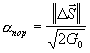 α_пор = ‖ΔS⃗‖ / √(2G₀)